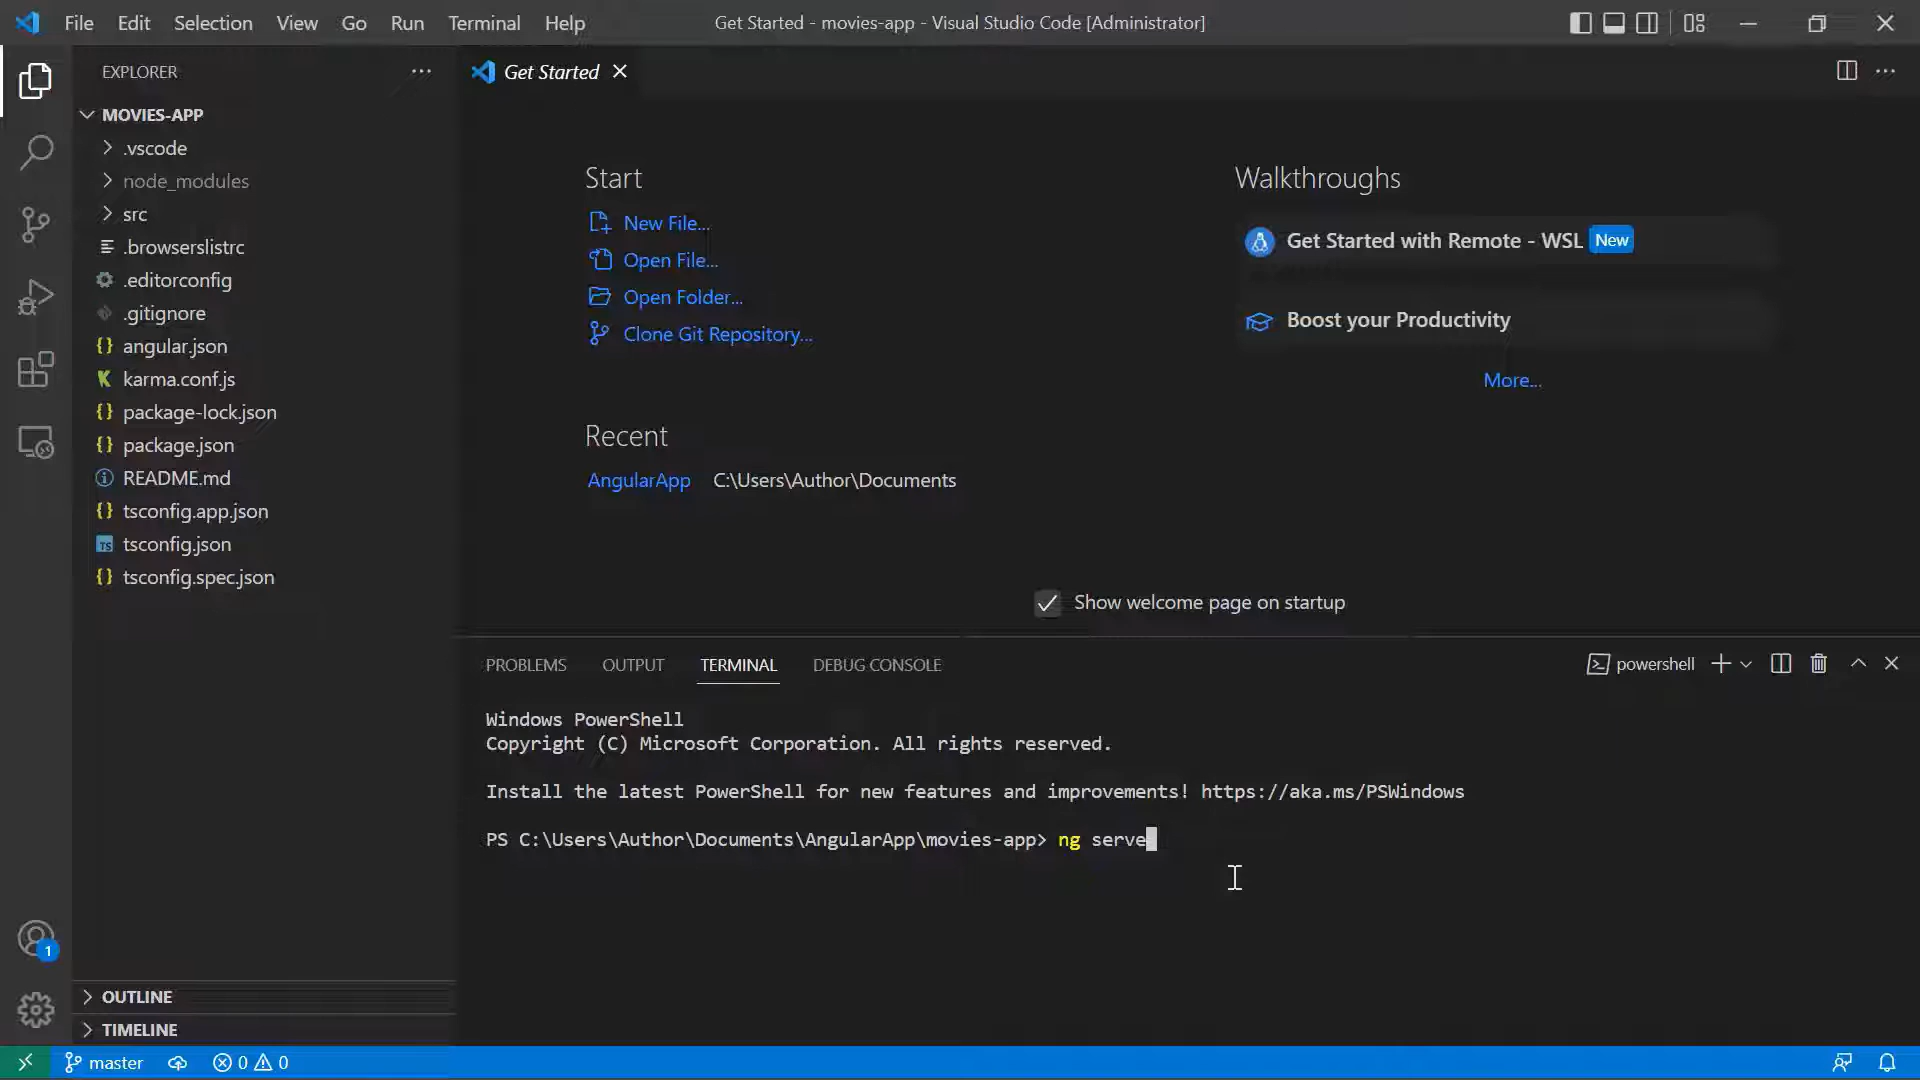 File Edit Selection View Go Run Terminal Help
Get Started - movies-app - Visual Studio Code [Administrator]
EXPLORER
Get Started
MOVIES-APP
.vscode
node_modules
src
.browserslistrc
.editorconfig
.gitignore
angular.json
karma.conf.js
package-lock.json
package.json
README.md
tsconfig.app.json
tsconfig.json
tsconfig.spec.json
Start
New File...
Open File...
Open Folder...
Clone Git Repository...
Recent
AngularApp C:\Users\Author\Documents
Walkthroughs
Get Started with Remote - WSL New
Boost your Productivity
More...
Show welcome page on startup
PROBLEMS OUTPUT TERMINAL DEBUG CONSOLE
powershell
Windows PowerShell
Copyright (C) Microsoft Corporation. All rights reserved.
Install the latest PowerShell for new features and improvements! https://aka.ms/PSWindows
PS C:\Users\Author\Documents\AngularApp\movies-app> ng serve
1
OUTLINE
TIMELINE
master 0 0